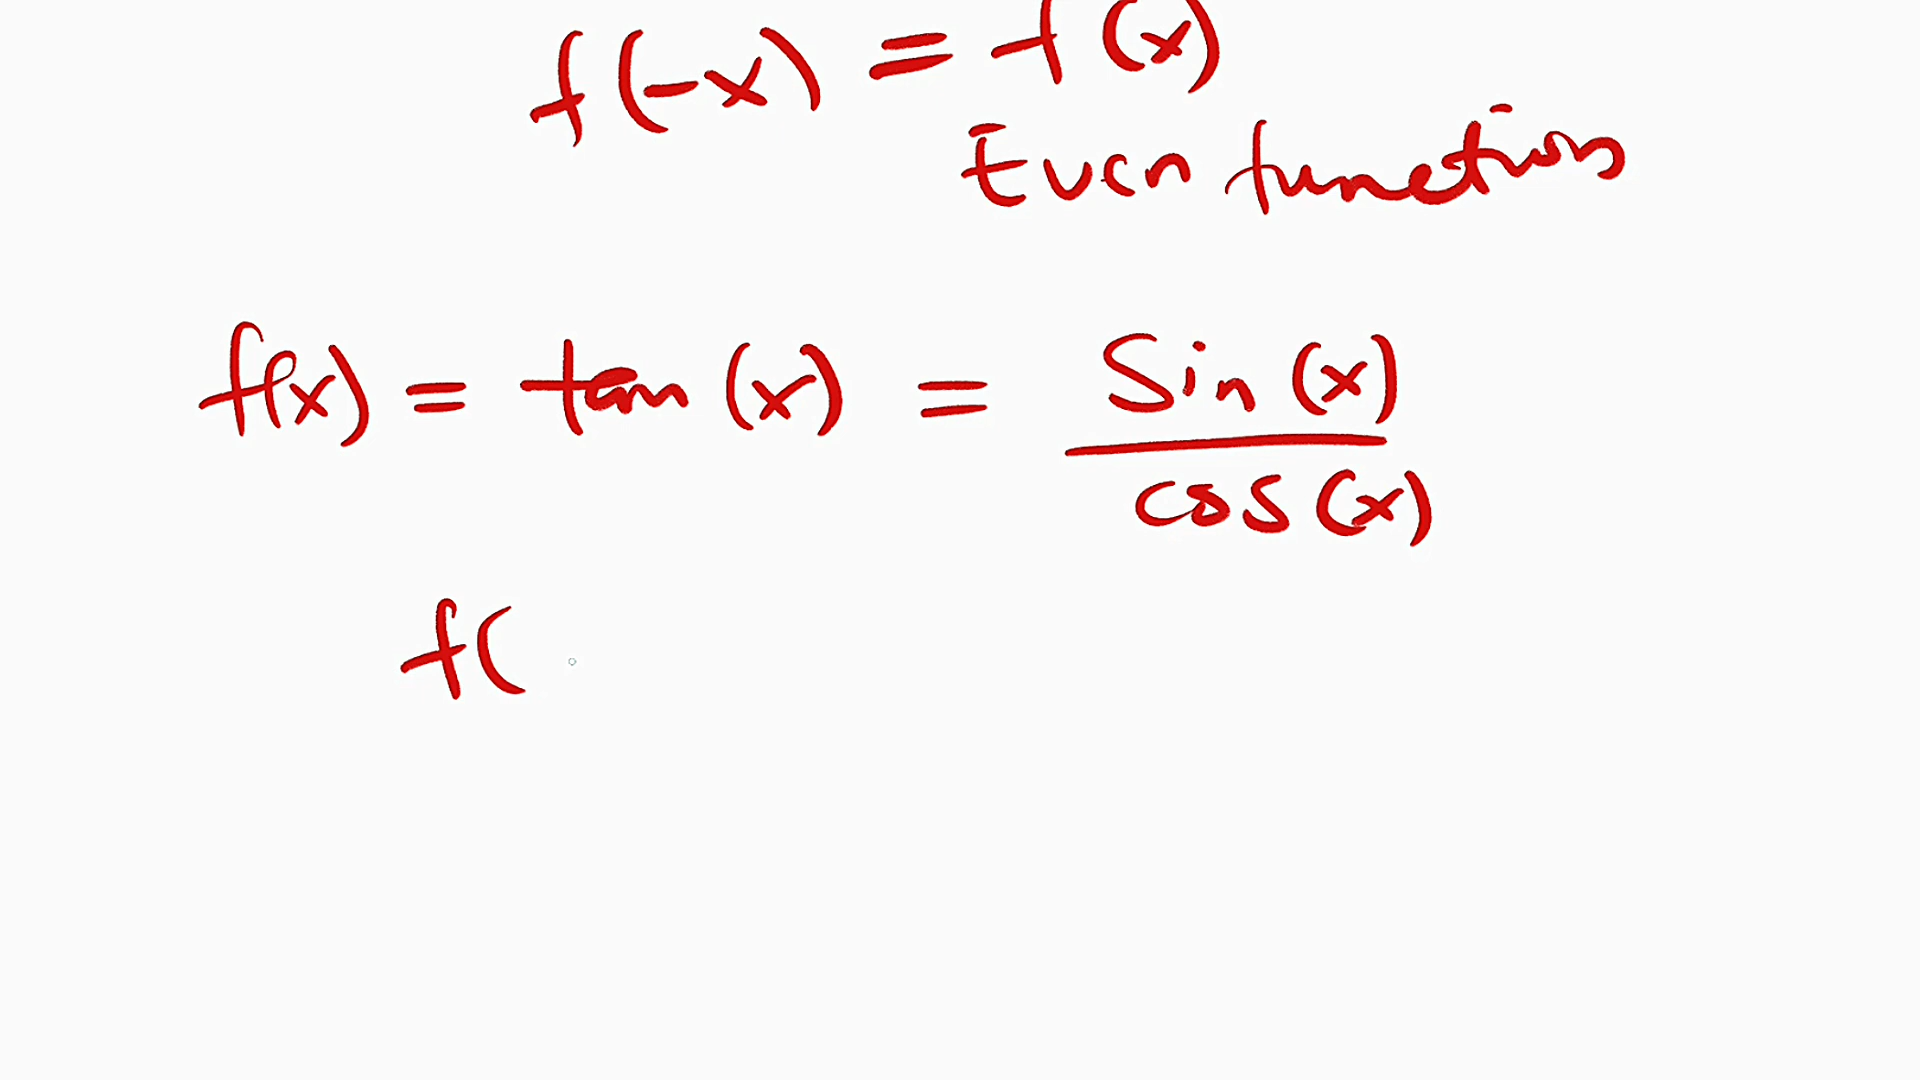 f(-x) = f(x)
Even functions
f(x) = tan(x) = sin(x)/cos(x)
f(